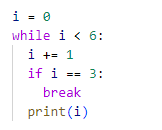 i = 0
while i < 6:
  i += 1
  if i == 3:
    break
  print(i)